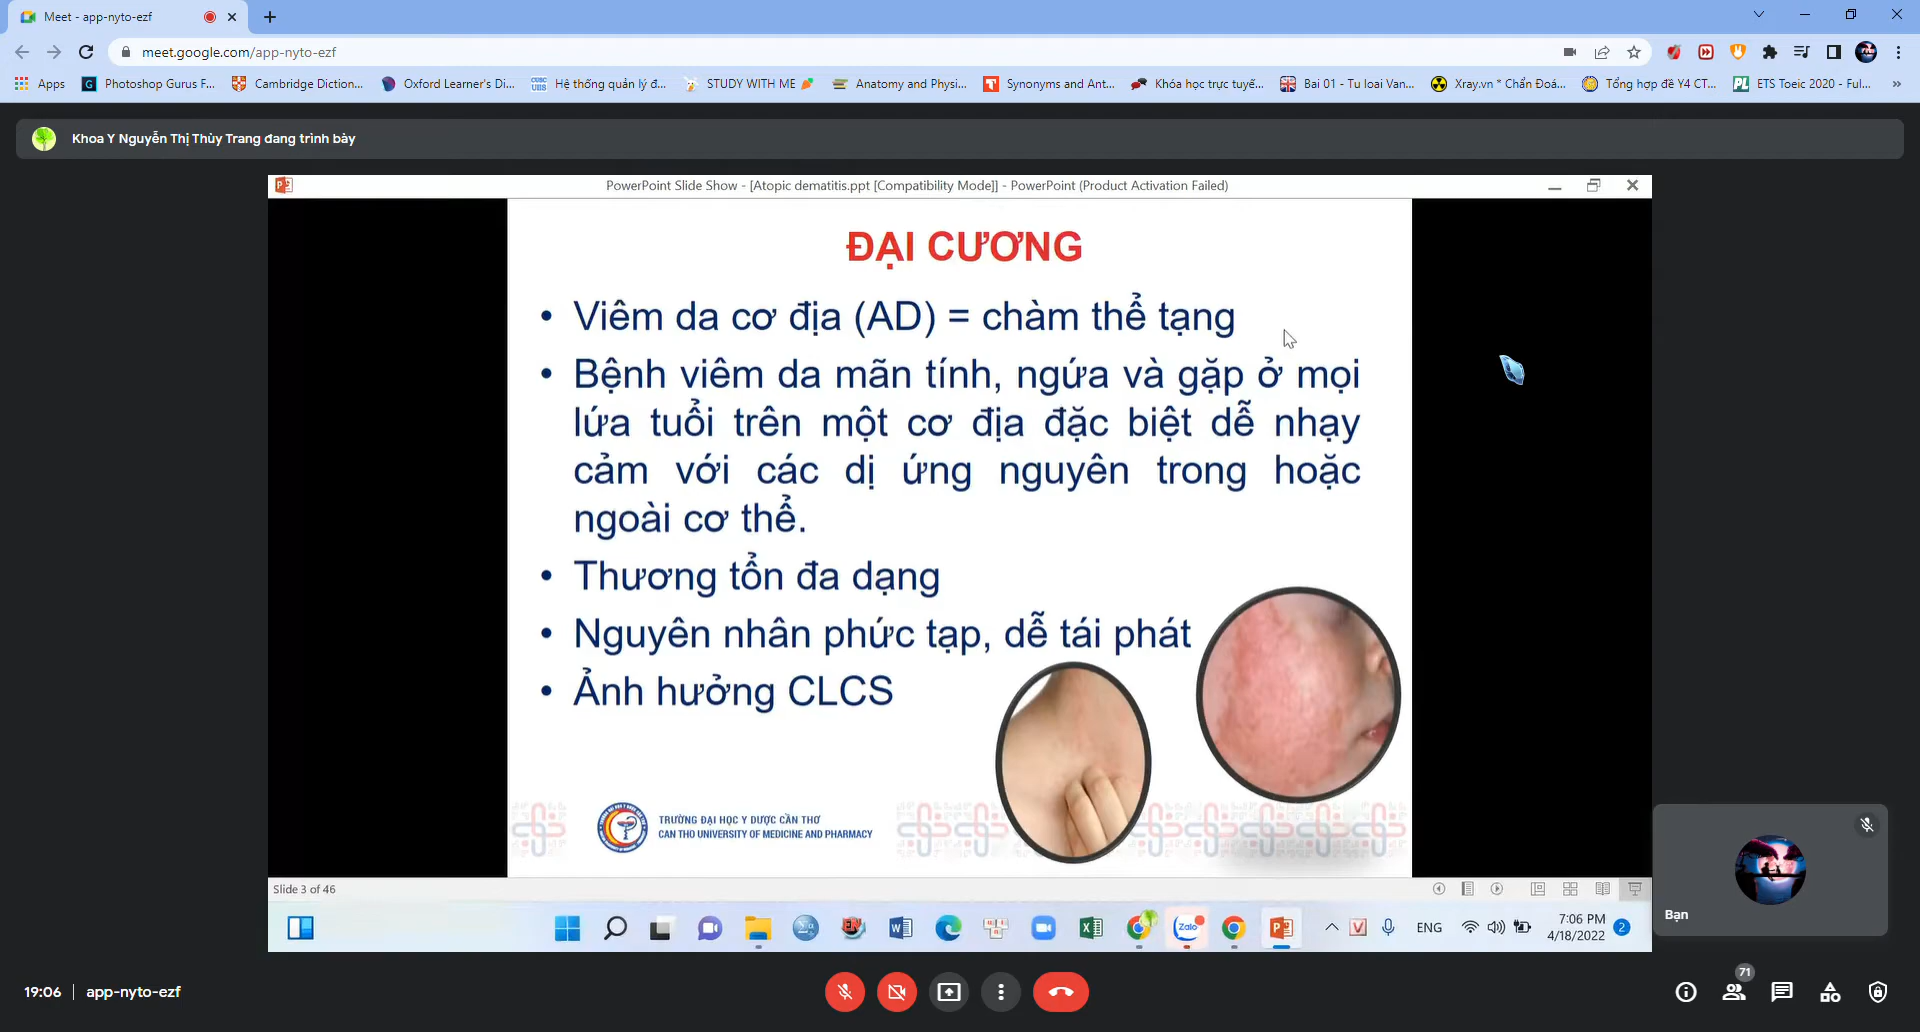 Meet - app-nyto-ezf
meet.google.com/app-nyto-ezf
Apps
Photoshop Gurus F...
Cambridge Diction...
Oxford Learner's Di...
Hệ thống quản lý đ...
STUDY WITH ME
Anatomy and Physi...
Synonyms and Ant...
Khóa học trực tuyế...
Bai 01 - Tu loai Van...
Xray.vn * Chẩn Đoá...
Tổng hợp đề Y4 CT...
ETS Toeic 2020 - Ful...
Khoa Y Nguyễn Thị Thùy Trang đang trình bày
PowerPoint Slide Show - [Atopic dematitis.ppt [Compatibility Mode]] - PowerPoint (Product Activation Failed)
ĐẠI CƯƠNG
• Viêm da cơ địa (AD) = chàm thể tạng
• Bệnh viêm da mãn tính, ngứa và gặp ở mọi
lứa tuổi trên một cơ địa đặc biệt dễ nhạy
cảm với các dị ứng nguyên trong hoặc
ngoài cơ thể.
• Thương tổn đa dạng
• Nguyên nhân phức tạp, dễ tái phát
• Ảnh hưởng CLCS
TRƯỜNG ĐẠI HỌC Y DƯỢC CẦN THƠ
CAN THO UNIVERSITY OF MEDICINE AND PHARMACY
Bạn
Slide 3 of 46
Zalo
ENG
7:06 PM
4/18/2022
2
19:06
app-nyto-ezf
71